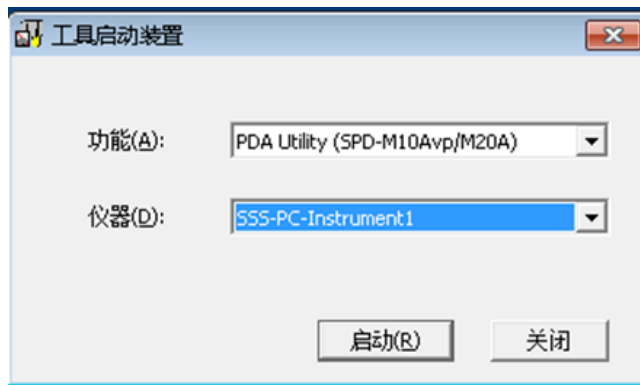 工具启动装置
功能(A): PDA Utility (SPD-M10Avp/M20A)
仪器(D): SSS-PC-Instrument1
启动(R) 关闭